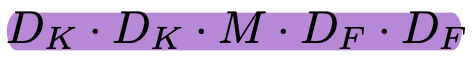 D_K · D_K · M · D_F · D_F